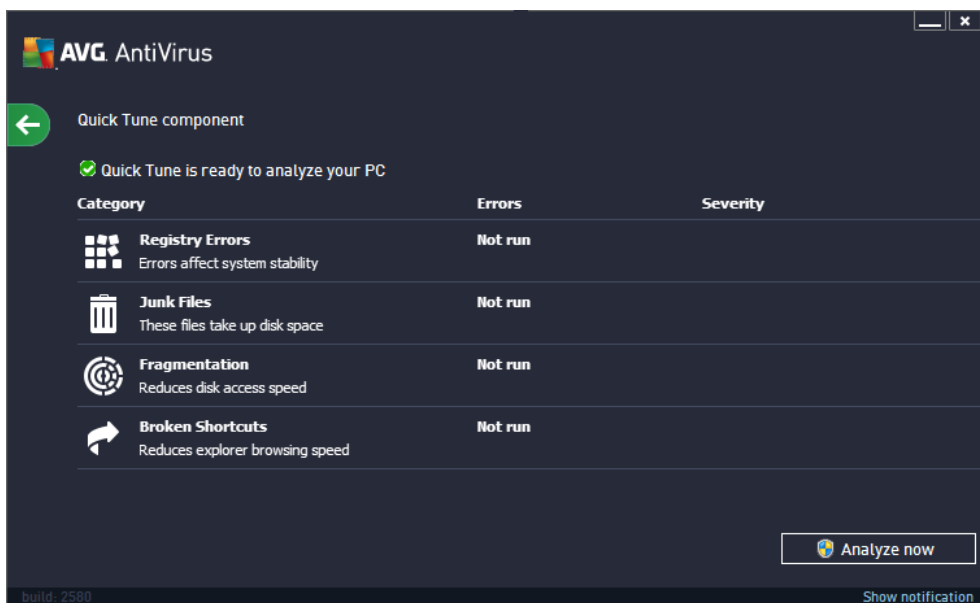 AVG. AntiVirus
Quick Tune component
Quick Tune is ready to analyze your PC
Category Errors Severity
Registry Errors Not run
Errors affect system stability
Junk Files Not run
These files take up disk space
Fragmentation Not run
Reduces disk access speed
Broken Shortcuts Not run
Reduces explorer browsing speed
Analyze now
build: 2580 Show notification